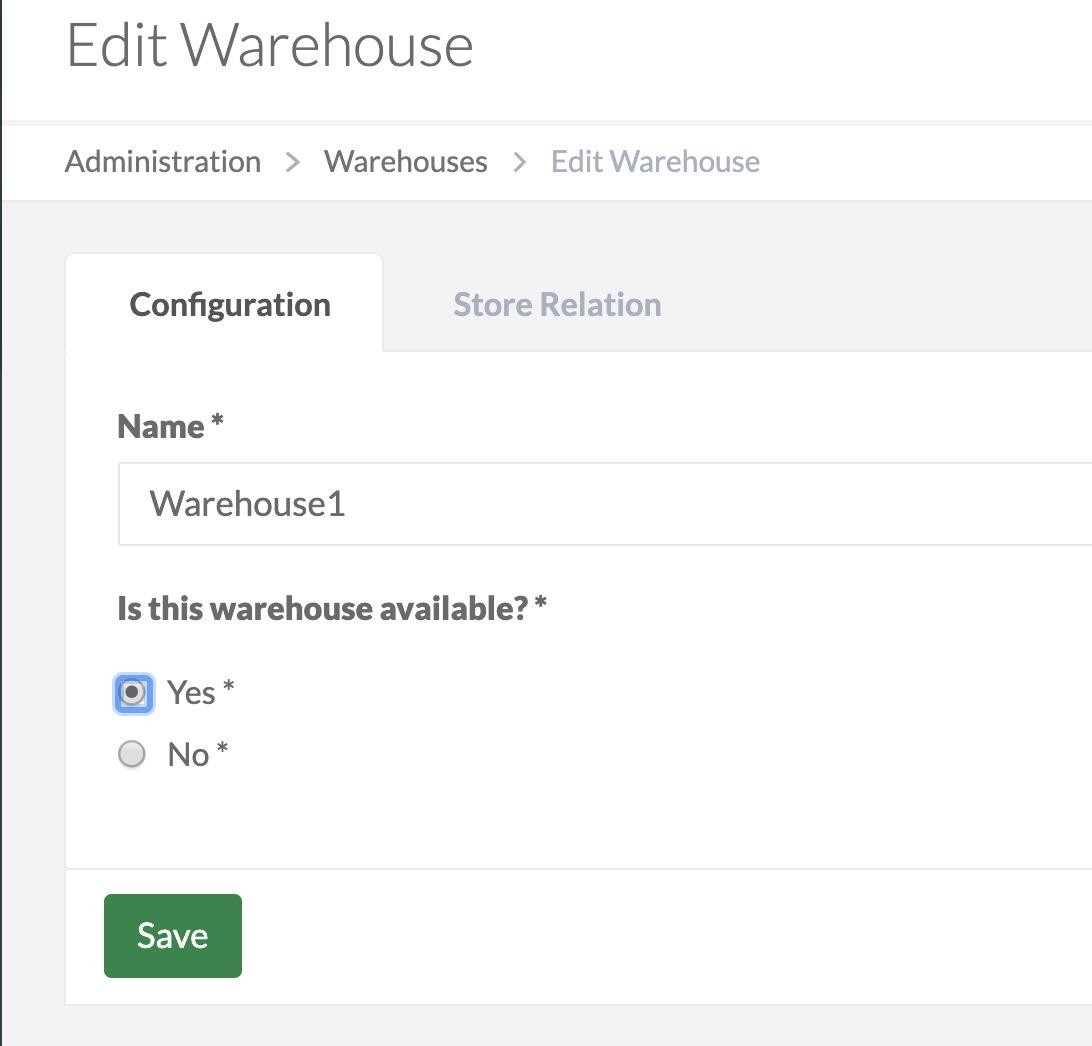 Edit Warehouse
Administration > Warehouses > Edit Warehouse
Configuration Store Relation
Name *
Warehouse1
Is this warehouse available? *
Yes *
No *
Save